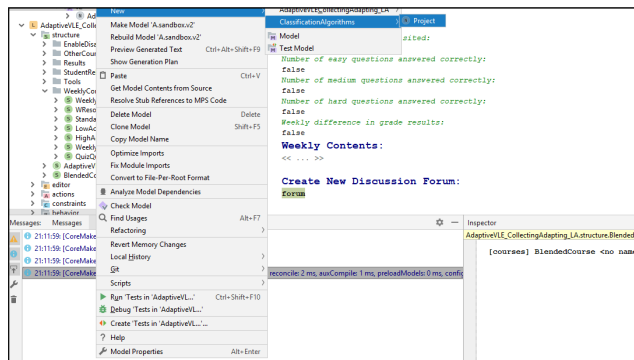 Ad
AdaptiveVLE_CollectingAdapting_LA
structure
EnableDisa
OtherCour
Results
StudentRe
Tools
WeeklyCo
Weekly
WReso
Standa
LowAc
HighA
Weekly
QuizQu
AdaptiveV
BlendedCo
editor
actions
constraints
behavior
New
Make Model 'A.sandbox.v2'
Rebuild Model 'A.sandbox.v2'
Preview Generated Text Ctrl+Alt+Shift+F9
Show Generation Plan
Paste Ctrl+V
Get Model Contents from Source
Resolve Stub References to MPS Code
Delete Model Delete
Clone Model Shift+F5
Copy Model Name
Optimize Imports
Fix Module Imports
Convert to File-Per-Root Format
Analyze Model Dependencies
Check Model
Find Usages Alt+F7
Refactoring
Revert Memory Changes
Local History
Git
Scripts
Run 'Tests in 'AdaptiveVL...' Ctrl+Shift+F10
Debug 'Tests in 'AdaptiveVL...'
Create 'Tests in 'AdaptiveVL...'...
Help
Model Properties Alt+Enter
AdaptiveVLE_CollectingAdapting_LA
ClassificationAlgorithms
Model
Test Model
Project
sited:
Number of easy questions answered correctly:
false
Number of medium questions answered correctly:
false
Number of hard questions answered correctly:
false
Weekly difference in grade results:
false
Weekly Contents:
<< ... >>
Create New Discussion Forum:
forum
Messages: Messages
21:11:59: [CoreMake
21:11:59: [CoreMake
21:11:59: [CoreMake
21:11:59: [CoreMake reconcile: 2 ms, auxCompile: 1 ms, preloadModels: 0 ms, config
Inspector
AdaptiveVLE_CollectingAdapting_LA.structure.Blended
[courses] BlendedCourse <no name